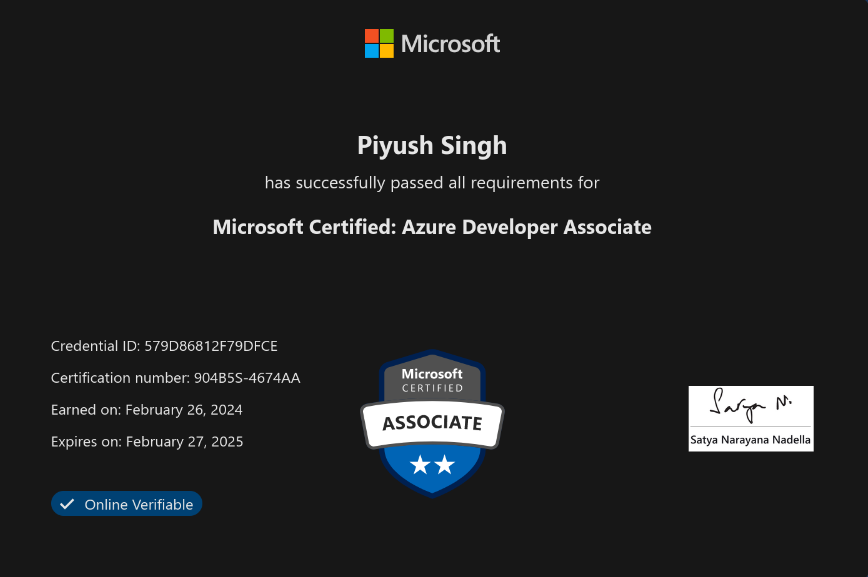 Microsoft
Piyush Singh
has successfully passed all requirements for
Microsoft Certified: Azure Developer Associate
Credential ID: 579D86812F79DFCE
Certification number: 904B5S-4674AA
Earned on: February 26, 2024
Expires on: February 27, 2025
Online Verifiable
Microsoft
CERTIFIED
ASSOCIATE
Satya N.
Satya Narayana Nadella